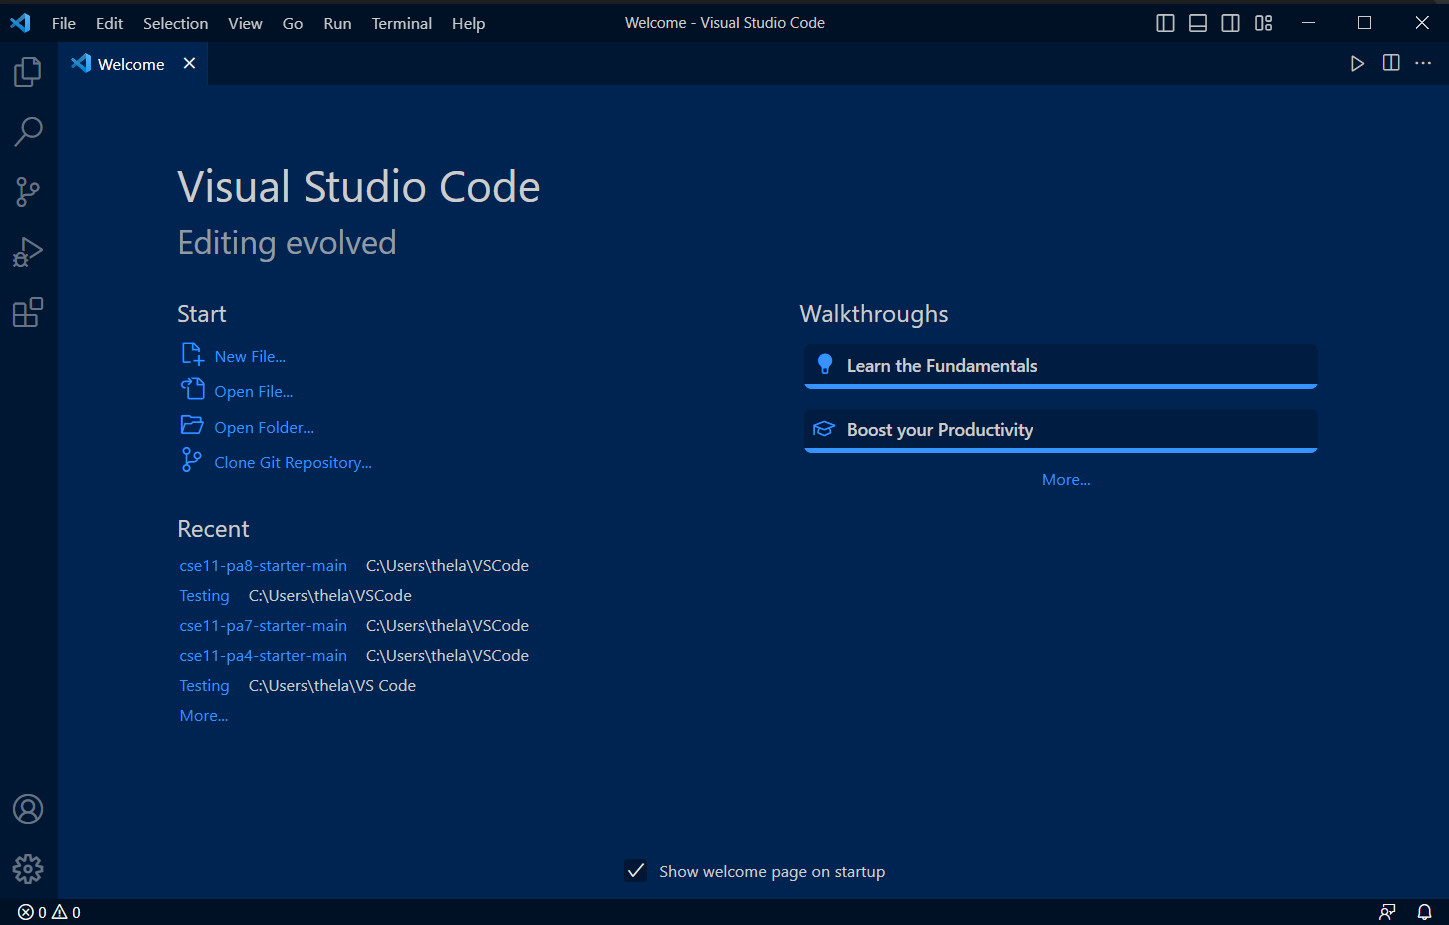 File Edit Selection View Go Run Terminal Help Welcome - Visual Studio Code
Welcome
Visual Studio Code
Editing evolved
Start
New File...
Open File...
Open Folder...
Clone Git Repository...
Recent
cse11-pa8-starter-main C:\Users\thela\VSCode
Testing C:\Users\thela\VSCode
cse11-pa7-starter-main C:\Users\thela\VSCode
cse11-pa4-starter-main C:\Users\thela\VSCode
Testing C:\Users\thela\VS Code
More...
Walkthroughs
Learn the Fundamentals
Boost your Productivity
More...
Show welcome page on startup
0 0